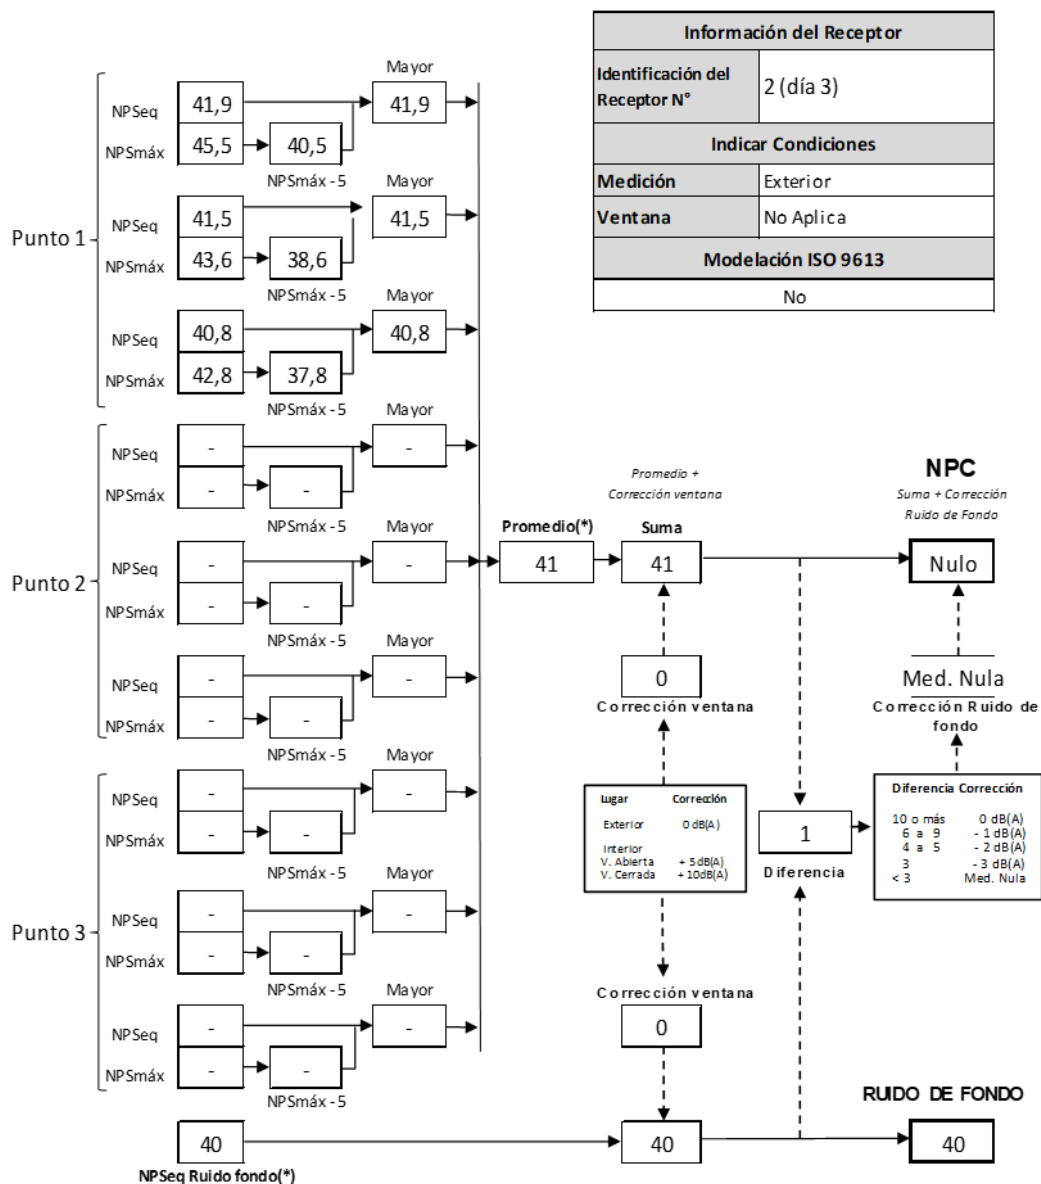 Información del Receptor
Identificación del Receptor N° 2 (día 3)
Indicar Condiciones
Medición Exterior
Ventana No Aplica
Modelación ISO 9613
No
Punto 1
Mayor
NPSeq 41,9 41,9
NPSmáx 45,5 40,5
NPSmáx - 5
Mayor
NPSeq 41,5 41,5
NPSmáx 43,6 38,6
NPSmáx - 5
Mayor
NPSeq 40,8 40,8
NPSmáx 42,8 37,8
NPSmáx - 5
Punto 2
Mayor
NPSeq - -
NPSmáx - -
NPSmáx - 5
Mayor
NPSeq - -
NPSmáx - -
NPSmáx - 5
Mayor
NPSeq - -
NPSmáx - -
NPSmáx - 5
Punto 3
Mayor
NPSeq - -
NPSmáx - -
NPSmáx - 5
Mayor
NPSeq - -
NPSmáx - -
NPSmáx - 5
Mayor
NPSeq - -
NPSmáx - -
NPSmáx - 5
Promedio(*)
41
Promedio +
Corrección ventana
Suma
41
0
Corrección ventana
Lugar Corrección
Exterior 0 dB(A)
Interior
V. Abierta + 5dB(A)
V. Cerrada + 10dB(A)
Corrección ventana
0
NPC
Suma + Corrección
Ruido de Fondo
Nulo
Med. Nula
Corrección Ruido de
fondo
1
Diferencia
Diferencia Corrección
10 o más 0 dB(A)
6 a 9 - 1 dB(A)
4 a 5 - 2 dB(A)
3 - 3 dB(A)
< 3 Med. Nula
RUIDO DE FONDO
40 40 40
NPSeq Ruido fondo(*)